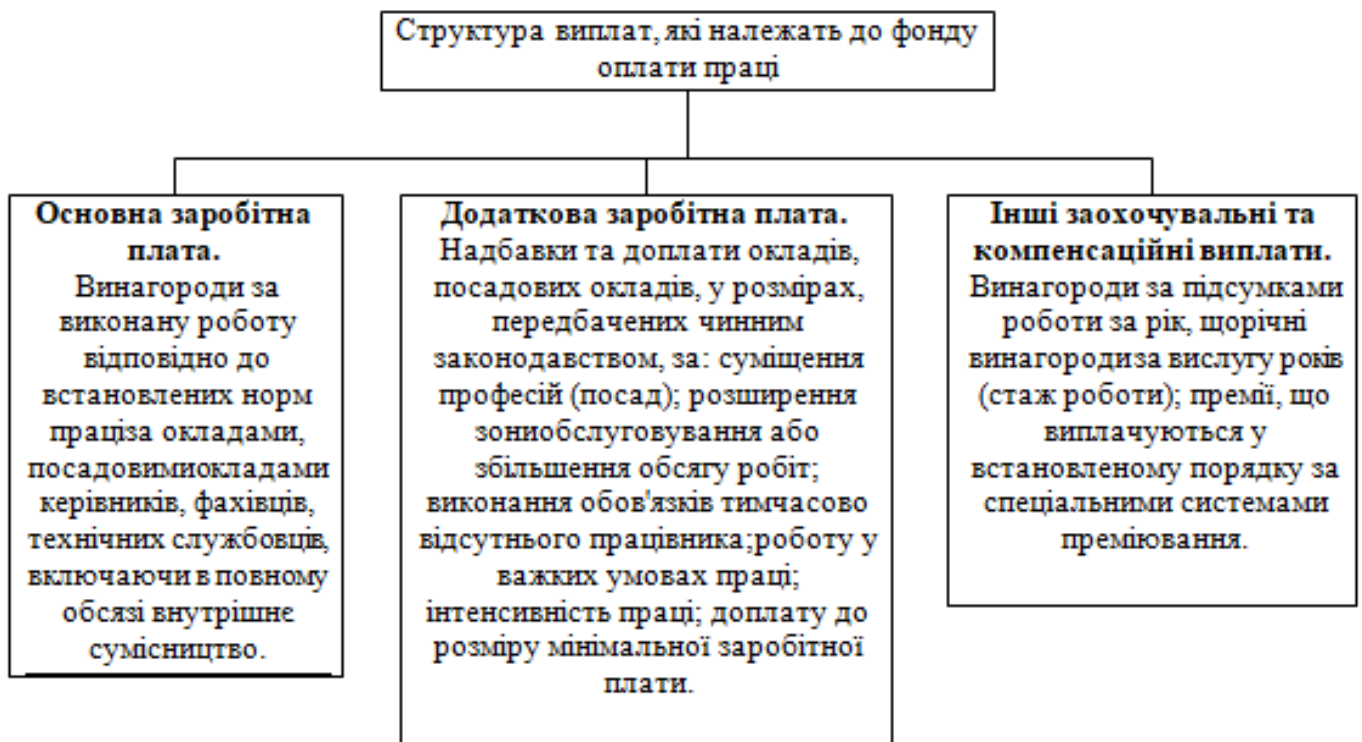 Структура виплат, які належать до фонду
оплати праці
Основна заробітна
плата.
Винагороди за
виконану роботу
відповідно до
встановлених норм
праціза окладами,
посадовимиокладами
керівників, фахівців,
технічних службовців,
включаючи в повному
обсязі внутрішнє
сумісництво.
Додаткова заробітна плата.
Надбавки та доплати окладів,
посадових окладів, у розмірах,
передбачених чинним
законодавством, за: суміщення
професій (посад); розширення
зониобслуговування або
збільшення обсягу робіт;
виконання обов'язків тимчасово
відсутнього працівника;роботу у
важких умовах праці;
інтенсивність праці; доплату до
розміру мінімальної заробітної
плати.
Інші заохочувальні та
компенсаційні виплати.
Винагороди за підсумками
роботи за рік, щорічні
винагородиза вислугу років
(стаж роботи); премії, що
виплачуються у
встановленому порядку за
спеціальними системами
преміювання.